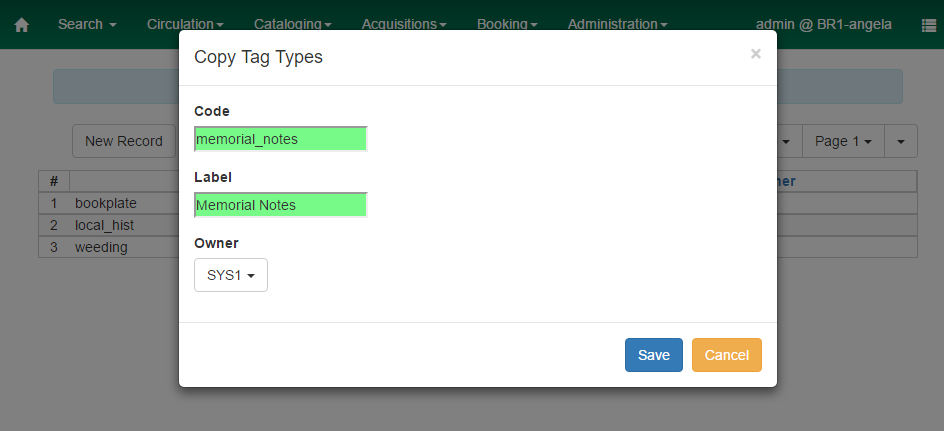 Search Circulation Cataloging Acquisitions Booking Administration admin @ BR1-angela
Copy Tag Types ×
Code
memorial_notes
New Record Page 1
Label
# ner
Memorial Notes
1 bookplate
2 local_hist
Owner
3 weeding
SYS1
Save Cancel